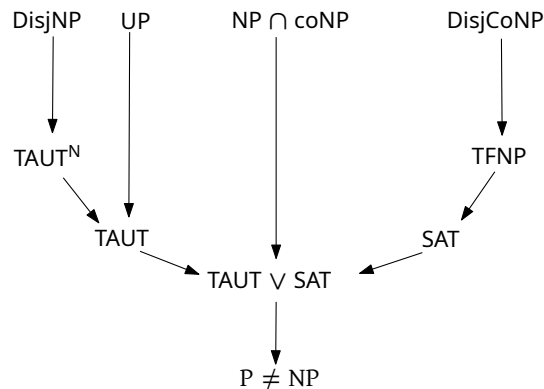 DisjNP UP NP ∩ coNP DisjCoNP
TAUT^N TFNP
TAUT SAT
TAUT ∨ SAT
P ≠ NP